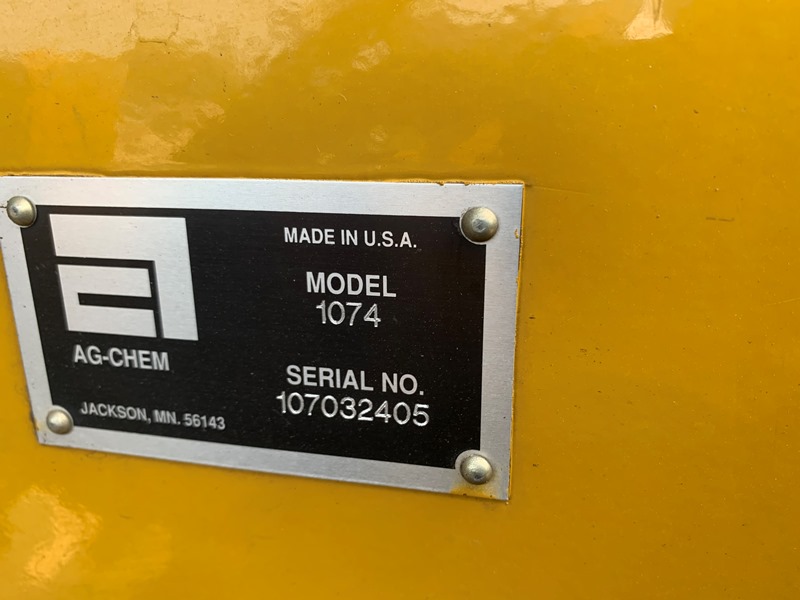 MADE IN U.S.A.
MODEL
1074
AG-CHEM
SERIAL NO.
107032405
JACKSON, MN. 56143